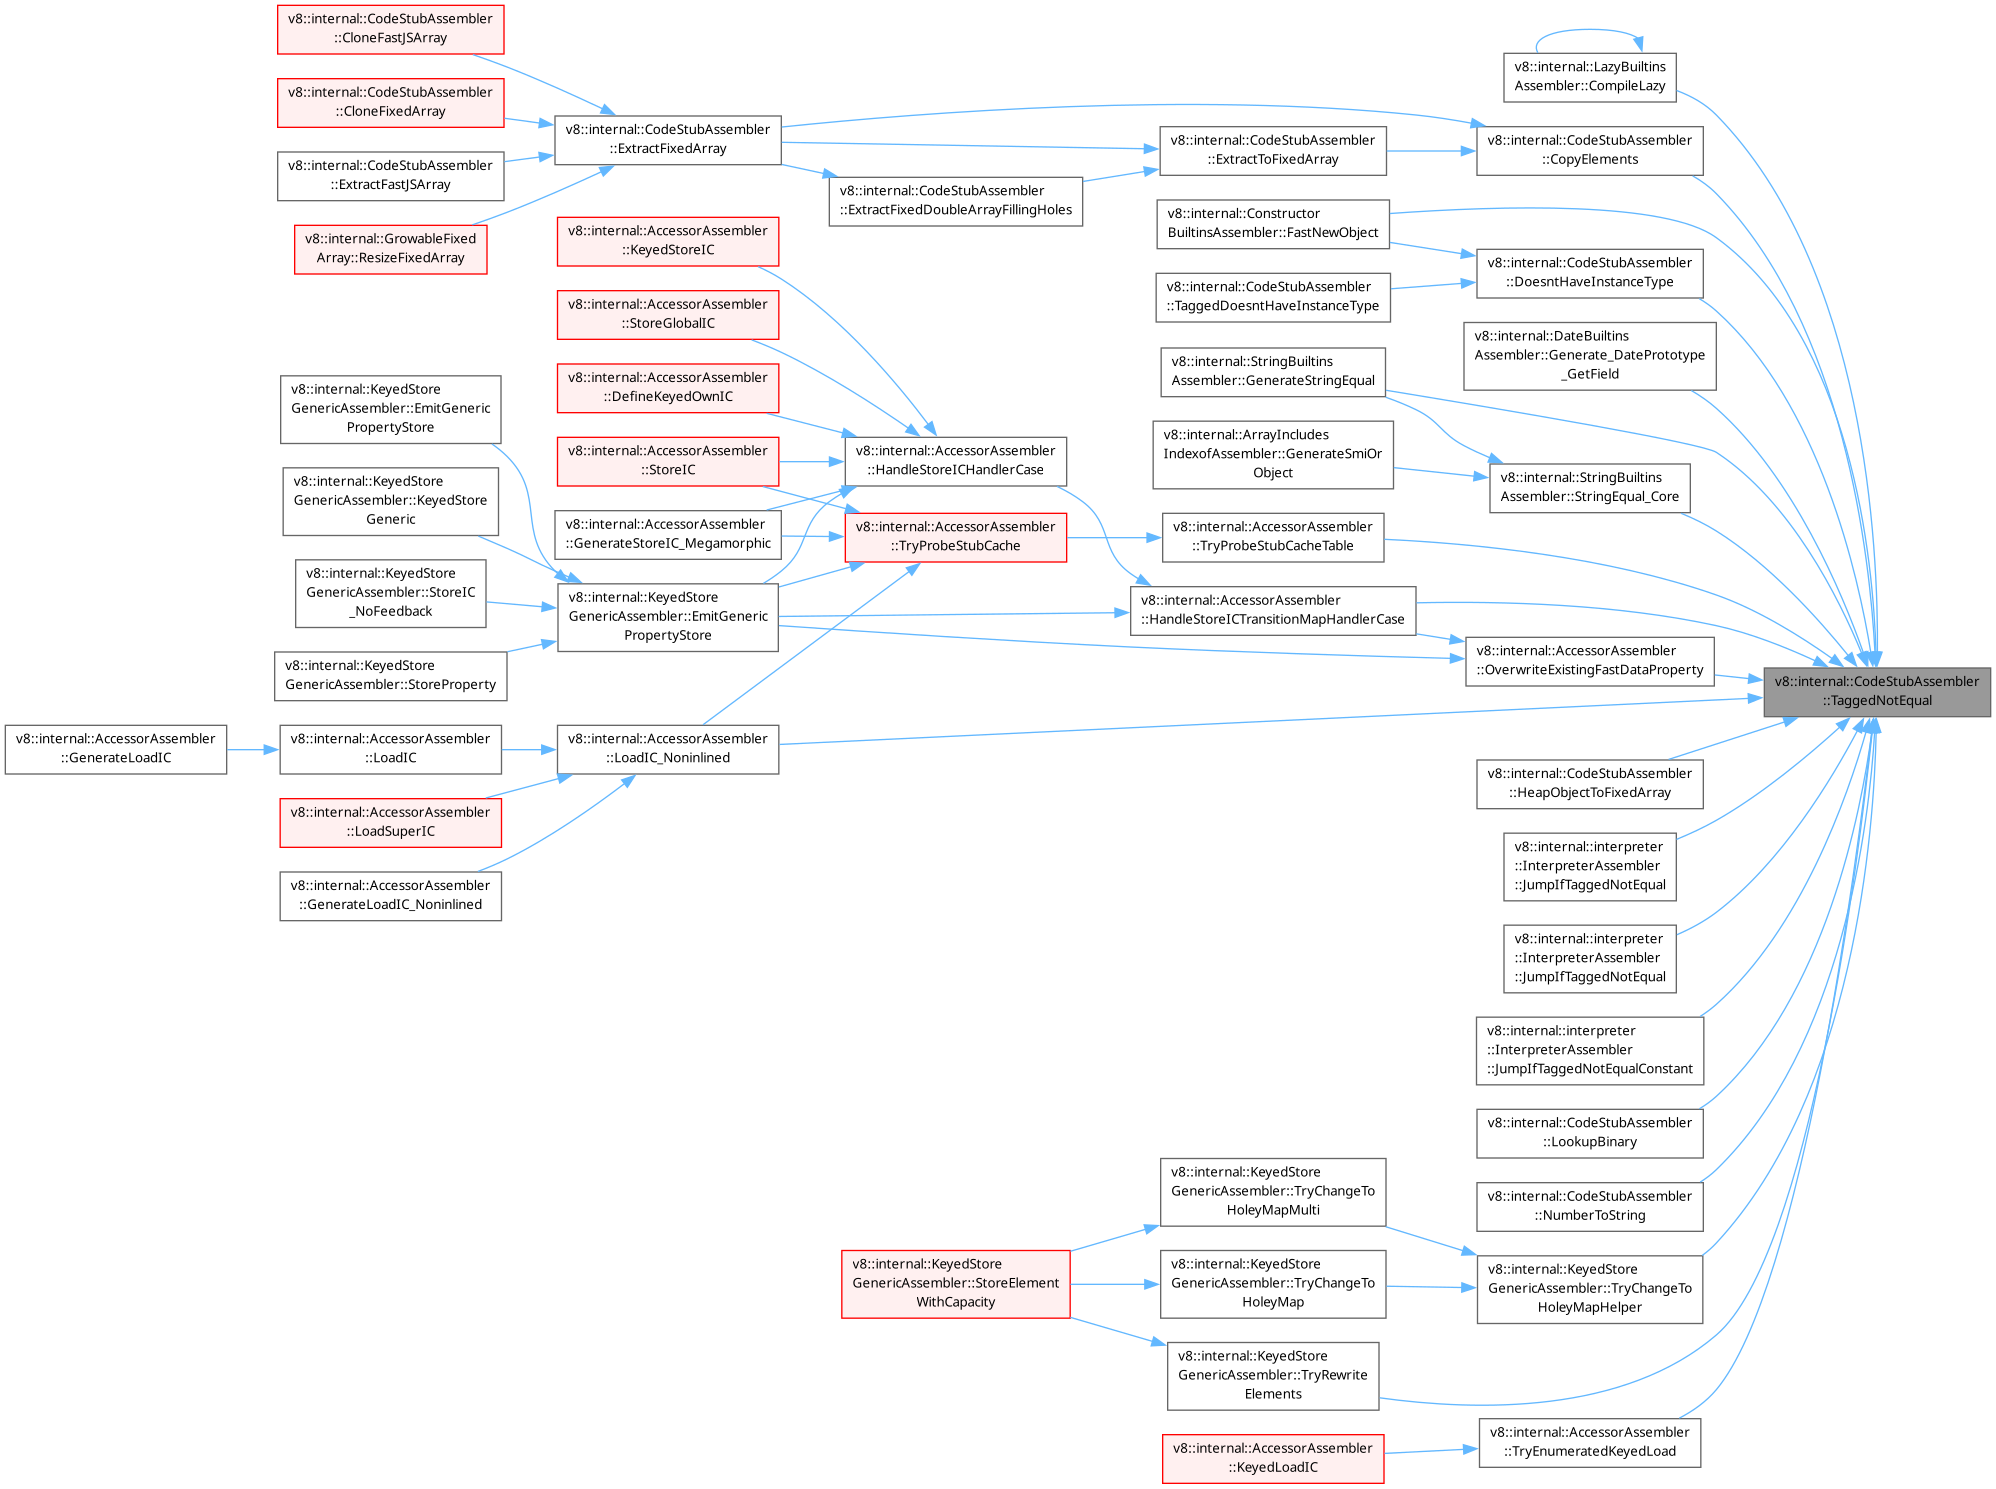 v8::internal::CodeStubAssembler
::CloneFastJSArray
v8::internal::CodeStubAssembler
::CloneFixedArray
v8::internal::CodeStubAssembler
::ExtractFastJSArray
v8::internal::GrowableFixed
Array::ResizeFixedArray
v8::internal::KeyedStore
GenericAssembler::EmitGeneric
PropertyStore
v8::internal::KeyedStore
GenericAssembler::KeyedStore
Generic
v8::internal::KeyedStore
GenericAssembler::StoreIC
_NoFeedback
v8::internal::KeyedStore
GenericAssembler::StoreProperty
v8::internal::AccessorAssembler
::GenerateLoadIC
v8::internal::AccessorAssembler
::LoadIC
v8::internal::AccessorAssembler
::LoadSuperIC
v8::internal::AccessorAssembler
::GenerateLoadIC_Noninlined
v8::internal::CodeStubAssembler
::ExtractFixedArray
v8::internal::AccessorAssembler
::KeyedStoreIC
v8::internal::AccessorAssembler
::StoreGlobalIC
v8::internal::AccessorAssembler
::DefineKeyedOwnIC
v8::internal::AccessorAssembler
::StoreIC
v8::internal::AccessorAssembler
::GenerateStoreIC_Megamorphic
v8::internal::KeyedStore
GenericAssembler::EmitGeneric
PropertyStore
v8::internal::AccessorAssembler
::LoadIC_Noninlined
v8::internal::CodeStubAssembler
::ExtractFixedDoubleArrayFillingHoles
v8::internal::AccessorAssembler
::HandleStoreICHandlerCase
v8::internal::AccessorAssembler
::TryProbeStubCache
v8::internal::KeyedStore
GenericAssembler::StoreElement
WithCapacity
v8::internal::CodeStubAssembler
::ExtractToFixedArray
v8::internal::Constructor
BuiltinsAssembler::FastNewObject
v8::internal::CodeStubAssembler
::TaggedDoesntHaveInstanceType
v8::internal::StringBuiltins
Assembler::GenerateStringEqual
v8::internal::ArrayIncludes
IndexofAssembler::GenerateSmiOr
Object
v8::internal::AccessorAssembler
::TryProbeStubCacheTable
v8::internal::AccessorAssembler
::HandleStoreICTransitionMapHandlerCase
v8::internal::KeyedStore
GenericAssembler::TryChangeTo
HoleyMapMulti
v8::internal::KeyedStore
GenericAssembler::TryChangeTo
HoleyMap
v8::internal::KeyedStore
GenericAssembler::TryRewrite
Elements
v8::internal::AccessorAssembler
::KeyedLoadIC
v8::internal::LazyBuiltins
Assembler::CompileLazy
v8::internal::CodeStubAssembler
::CopyElements
v8::internal::CodeStubAssembler
::DoesntHaveInstanceType
v8::internal::DateBuiltins
Assembler::Generate_DatePrototype
_GetField
v8::internal::StringBuiltins
Assembler::StringEqual_Core
v8::internal::AccessorAssembler
::OverwriteExistingFastDataProperty
v8::internal::CodeStubAssembler
::HeapObjectToFixedArray
v8::internal::interpreter
::InterpreterAssembler
::JumpIfTaggedNotEqual
v8::internal::interpreter
::InterpreterAssembler
::JumpIfTaggedNotEqual
v8::internal::interpreter
::InterpreterAssembler
::JumpIfTaggedNotEqualConstant
v8::internal::CodeStubAssembler
::LookupBinary
v8::internal::CodeStubAssembler
::NumberToString
v8::internal::KeyedStore
GenericAssembler::TryChangeTo
HoleyMapHelper
v8::internal::AccessorAssembler
::TryEnumeratedKeyedLoad
v8::internal::CodeStubAssembler
::TaggedNotEqual